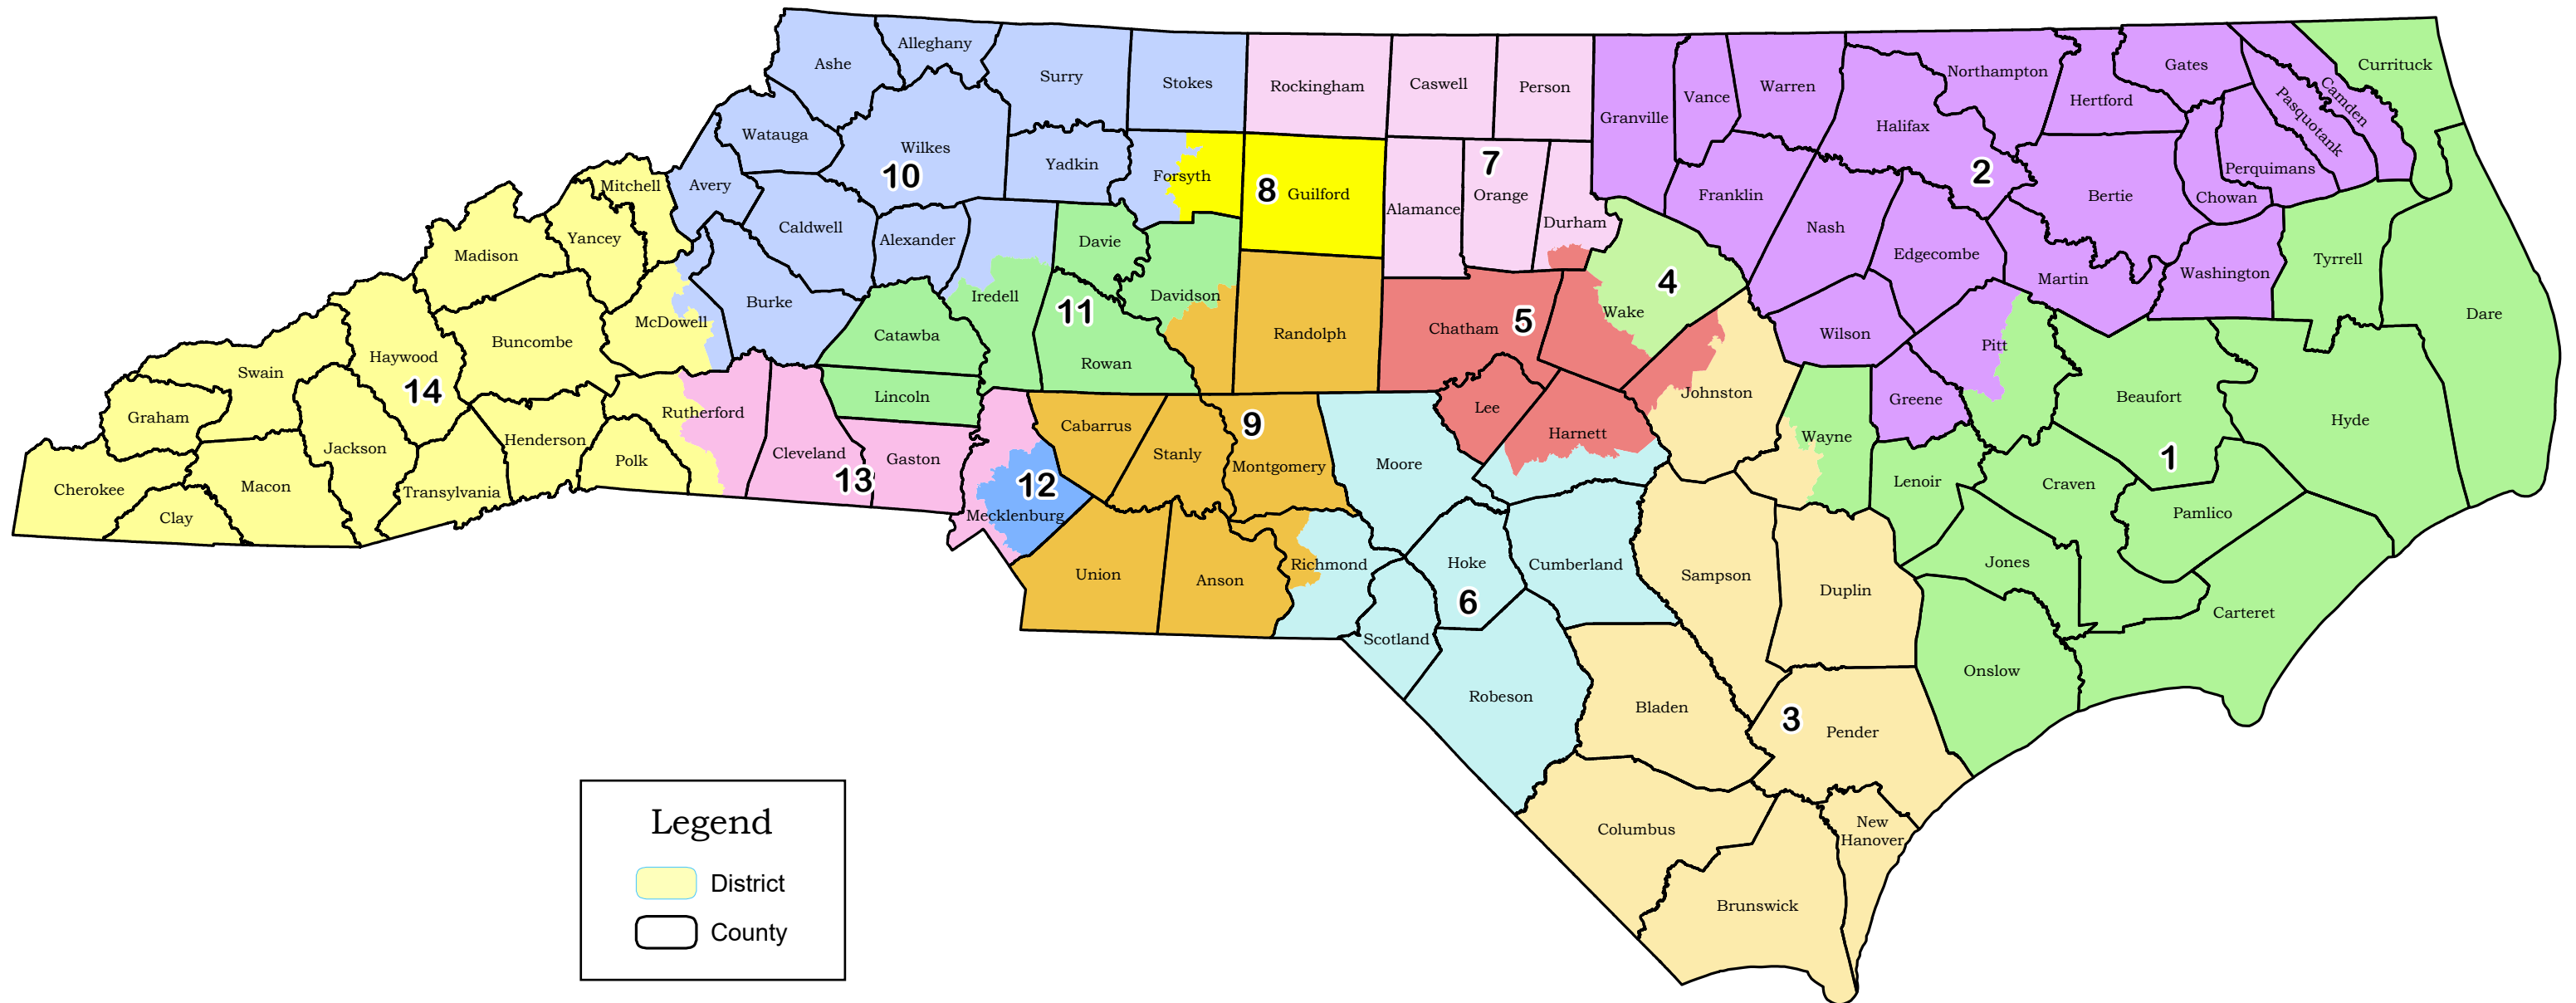 Ashe
Alleghany
Surry
Stokes
Rockingham
Caswell
Person
Granville
Vance
Warren
Northampton
Halifax
Hertford
Gates
Camden
Pasquotank
Currituck
Perquimans
Chowan
Bertie
2
Watauga
Wilkes
10
Yadkin
Forsyth
8
Guilford
Alamance
7
Orange
Durham
Franklin
Nash
Edgecombe
Martin
Washington
Tyrrell
Dare
Mitchell
Avery
Caldwell
Alexander
Davie
Yancey
Madison
Iredell
Davidson
11
Randolph
Chatham
5
4
Wake
Wilson
Pitt
Burke
McDowell
Buncombe
Haywood
14
Swain
Graham
Catawba
Rowan
Lincoln
Lee
Johnston
Greene
Beaufort
Hyde
Rutherford
Cherokee
Clay
Macon
Jackson
Transylvania
Henderson
Polk
Cleveland
13
Gaston
12
Mecklenburg
Cabarrus
Stanly
9
Montgomery
Moore
Harnett
Wayne
Lenoir
Craven
1
Pamlico
Union
Anson
Richmond
Hoke
6
Cumberland
Sampson
Duplin
Jones
Carteret
Scotland
Robeson
Bladen
3
Pender
Onslow
Columbus
New
Hanover
Brunswick
Legend
District
County